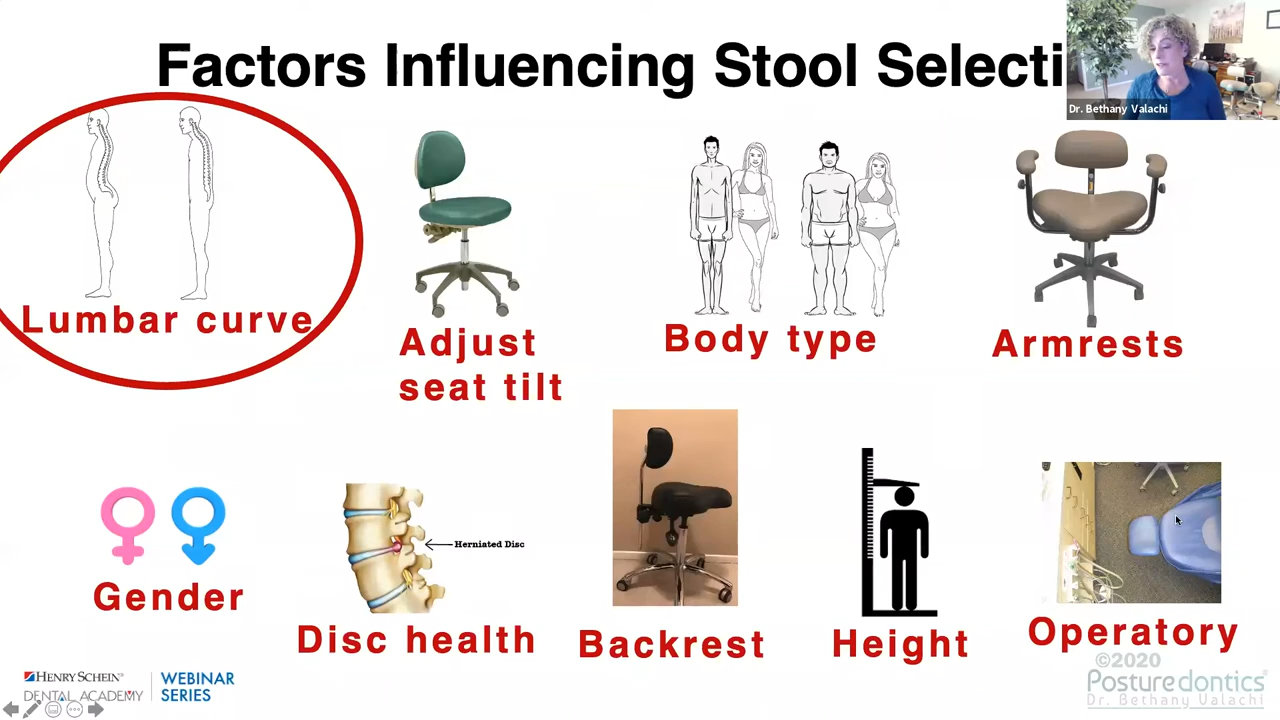 Factors Influencing Stool Selecti
Dr. Bethany Valachi
Lumbar curve
Adjust
seat tilt
Body type
Armrests
Herniated Disc
Gender
Disc health
Backrest
Height
Operatory
HENRY SCHEIN®
DENTAL ACADEMY
WEBINAR
SERIES
©2020
Posturedontics®
Dr. Bethany Valachi